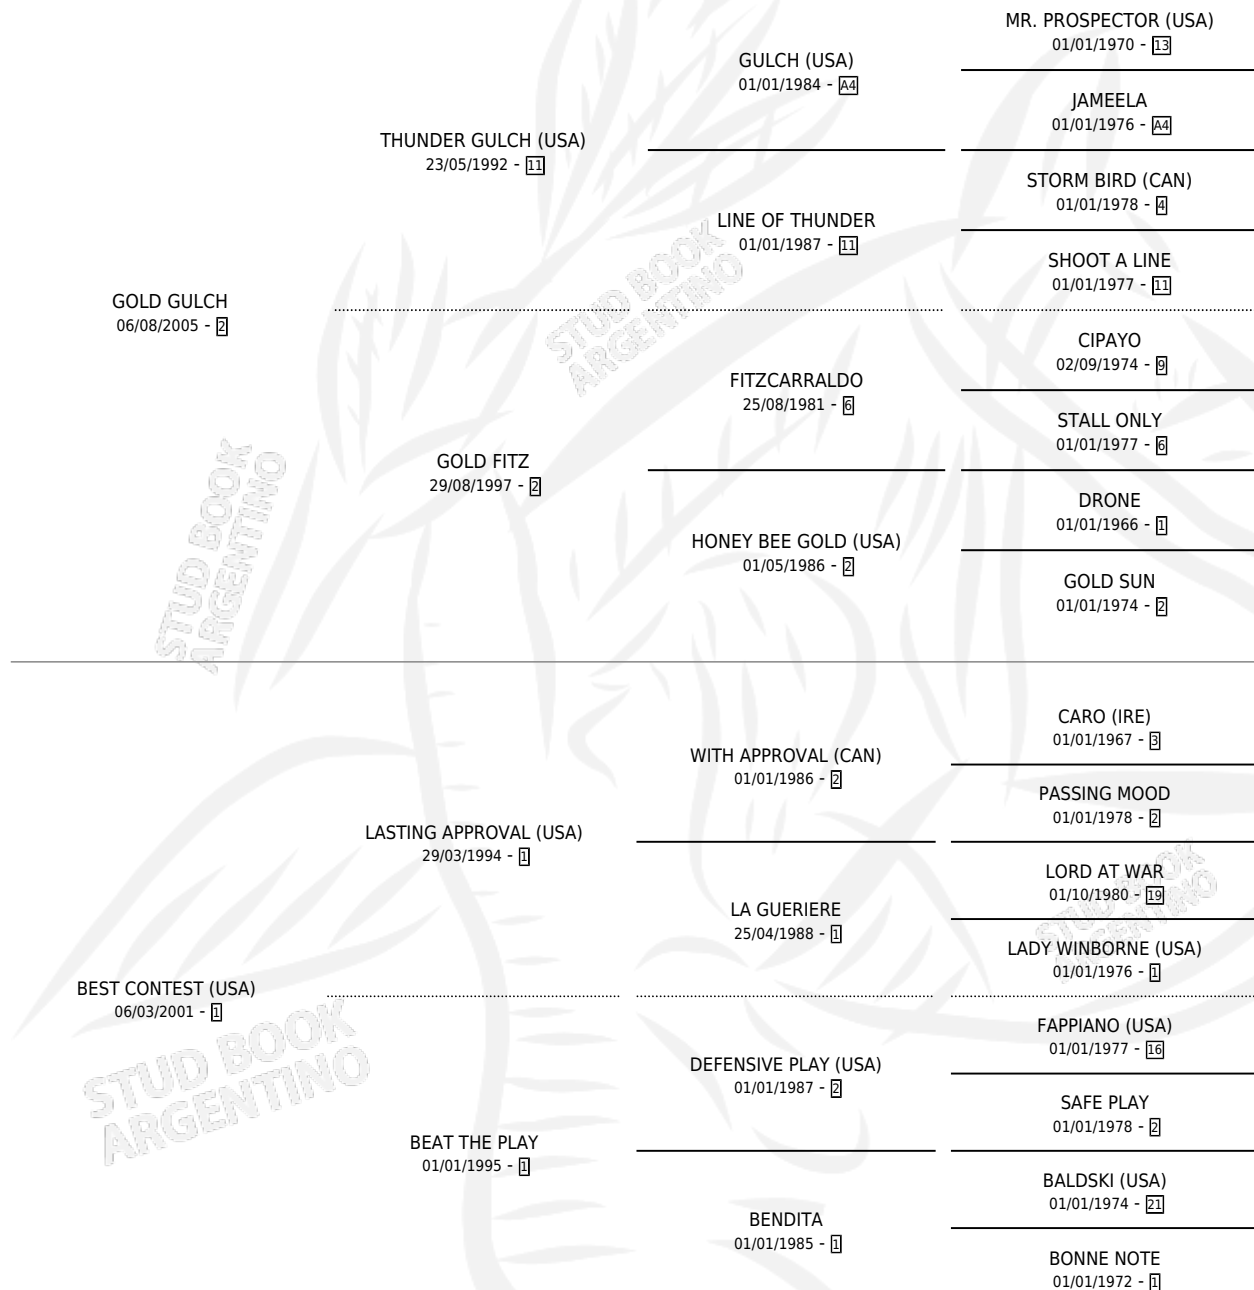 MR. PROSPECTOR (USA)
01/01/1970 - 13
GULCH (USA)
01/01/1984 - A4
JAMEELA
01/01/1976 - A4
THUNDER GULCH (USA)
23/05/1992 - 11
STORM BIRD (CAN)
01/01/1978 - 4
LINE OF THUNDER
01/01/1987 - 11
SHOOT A LINE
01/01/1977 - 11
GOLD GULCH
06/08/2005 - 2
CIPAYO
02/09/1974 - 9
FITZCARRALDO
25/08/1981 - 6
STALL ONLY
01/01/1977 - 6
GOLD FITZ
29/08/1997 - 2
DRONE
01/01/1966 - 1
HONEY BEE GOLD (USA)
01/05/1986 - 2
GOLD SUN
01/01/1974 - 2
CARO (IRE)
01/01/1967 - 3
WITH APPROVAL (CAN)
01/01/1986 - 2
PASSING MOOD
01/01/1978 - 2
LASTING APPROVAL (USA)
29/03/1994 - 1
LORD AT WAR
01/10/1980 - 19
LA GUERIERE
25/04/1988 - 1
LADY WINBORNE (USA)
01/01/1976 - 1
BEST CONTEST (USA)
06/03/2001 - 1
FAPPIANO (USA)
01/01/1977 - 16
DEFENSIVE PLAY (USA)
01/01/1987 - 2
SAFE PLAY
01/01/1978 - 2
BEAT THE PLAY
01/01/1995 - 1
BALDSKI (USA)
01/01/1974 - 21
BENDITA
01/01/1985 - 1
BONNE NOTE
01/01/1972 - 1
STUD BOOK
ARGENTINO
STUD BOOK
ARGENTINO
STUD BOOK
ARGENTINO
STUD BOOK
ARGENTINO